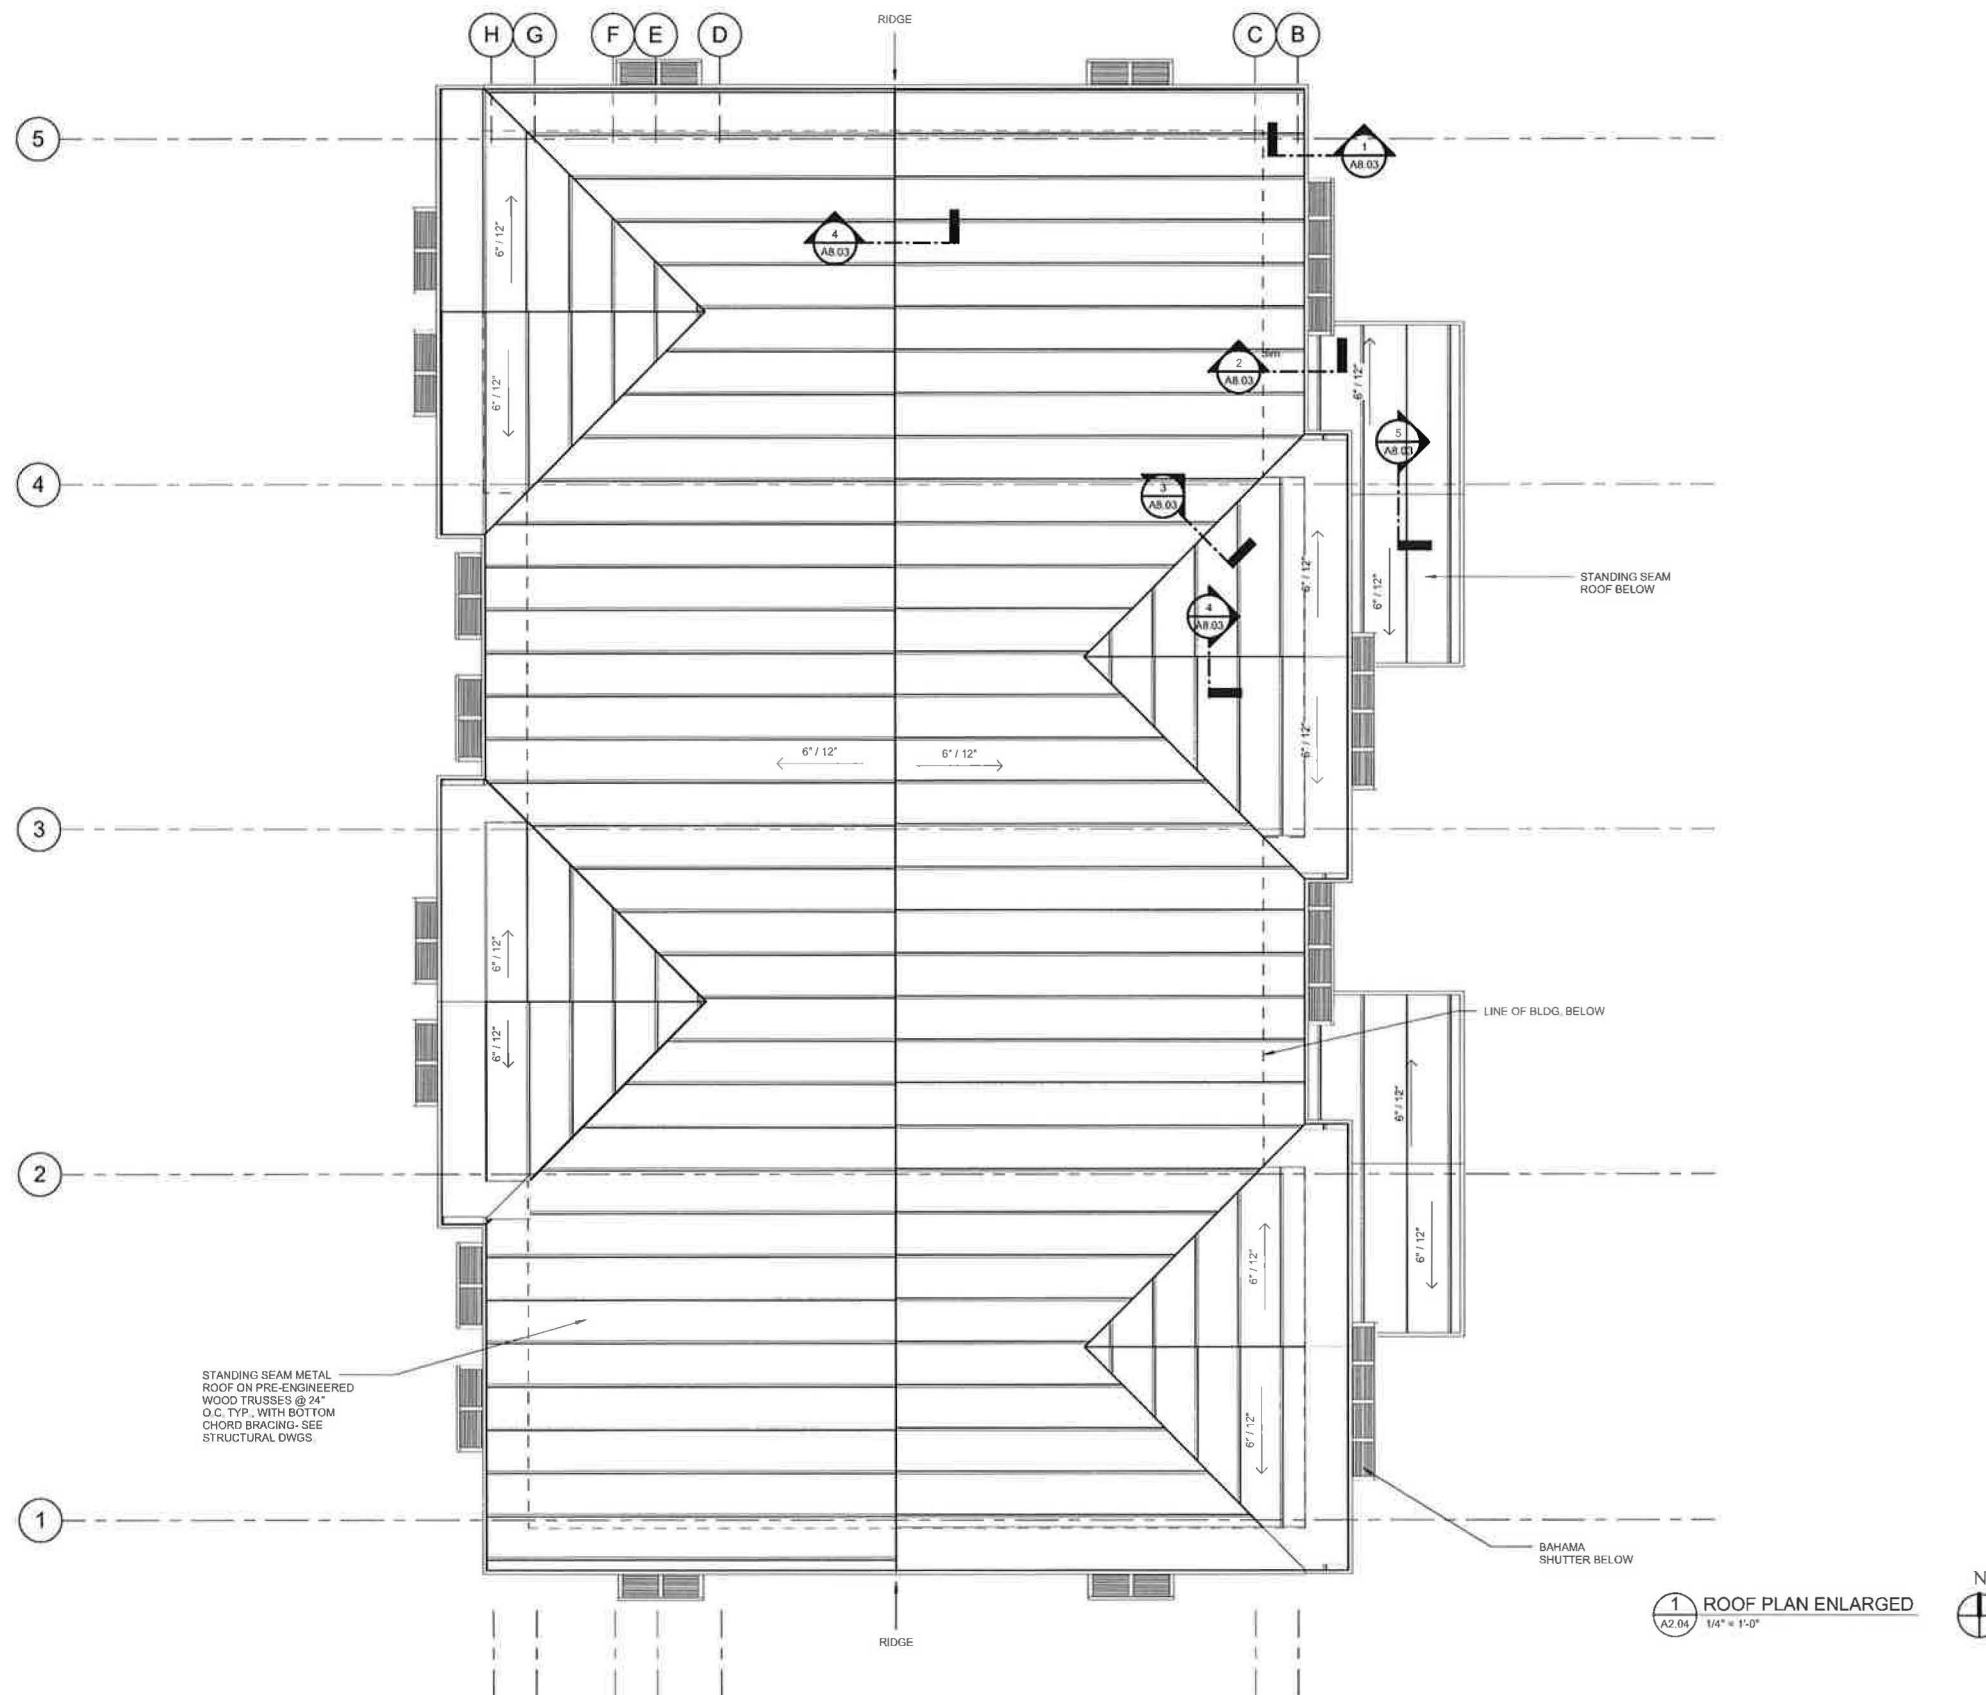 RIDGE
H G F E D C B
5
1
A8.03
6" / 12"
4
A8.03
6" / 12"
2
A8.03
Sim
6" / 12"
5
A8.03
4
3
A8.03
6" / 12"
6" / 12"
STANDING SEAM
ROOF BELOW
4
A8.03
6" / 12"
6" / 12"
6" / 12"
3
6" / 12"
LINE OF BLDG. BELOW
6" / 12"
6" / 12"
2
6" / 12"
6" / 12"
STANDING SEAM METAL
ROOF ON PRE-ENGINEERED
WOOD TRUSSES @ 24"
O.C. TYP., WITH BOTTOM
CHORD BRACING- SEE
STRUCTURAL DWGS.
6" / 12"
1
BAHAMA
SHUTTER BELOW
RIDGE
1
A2.04
ROOF PLAN ENLARGED
1/4" = 1'-0"
N